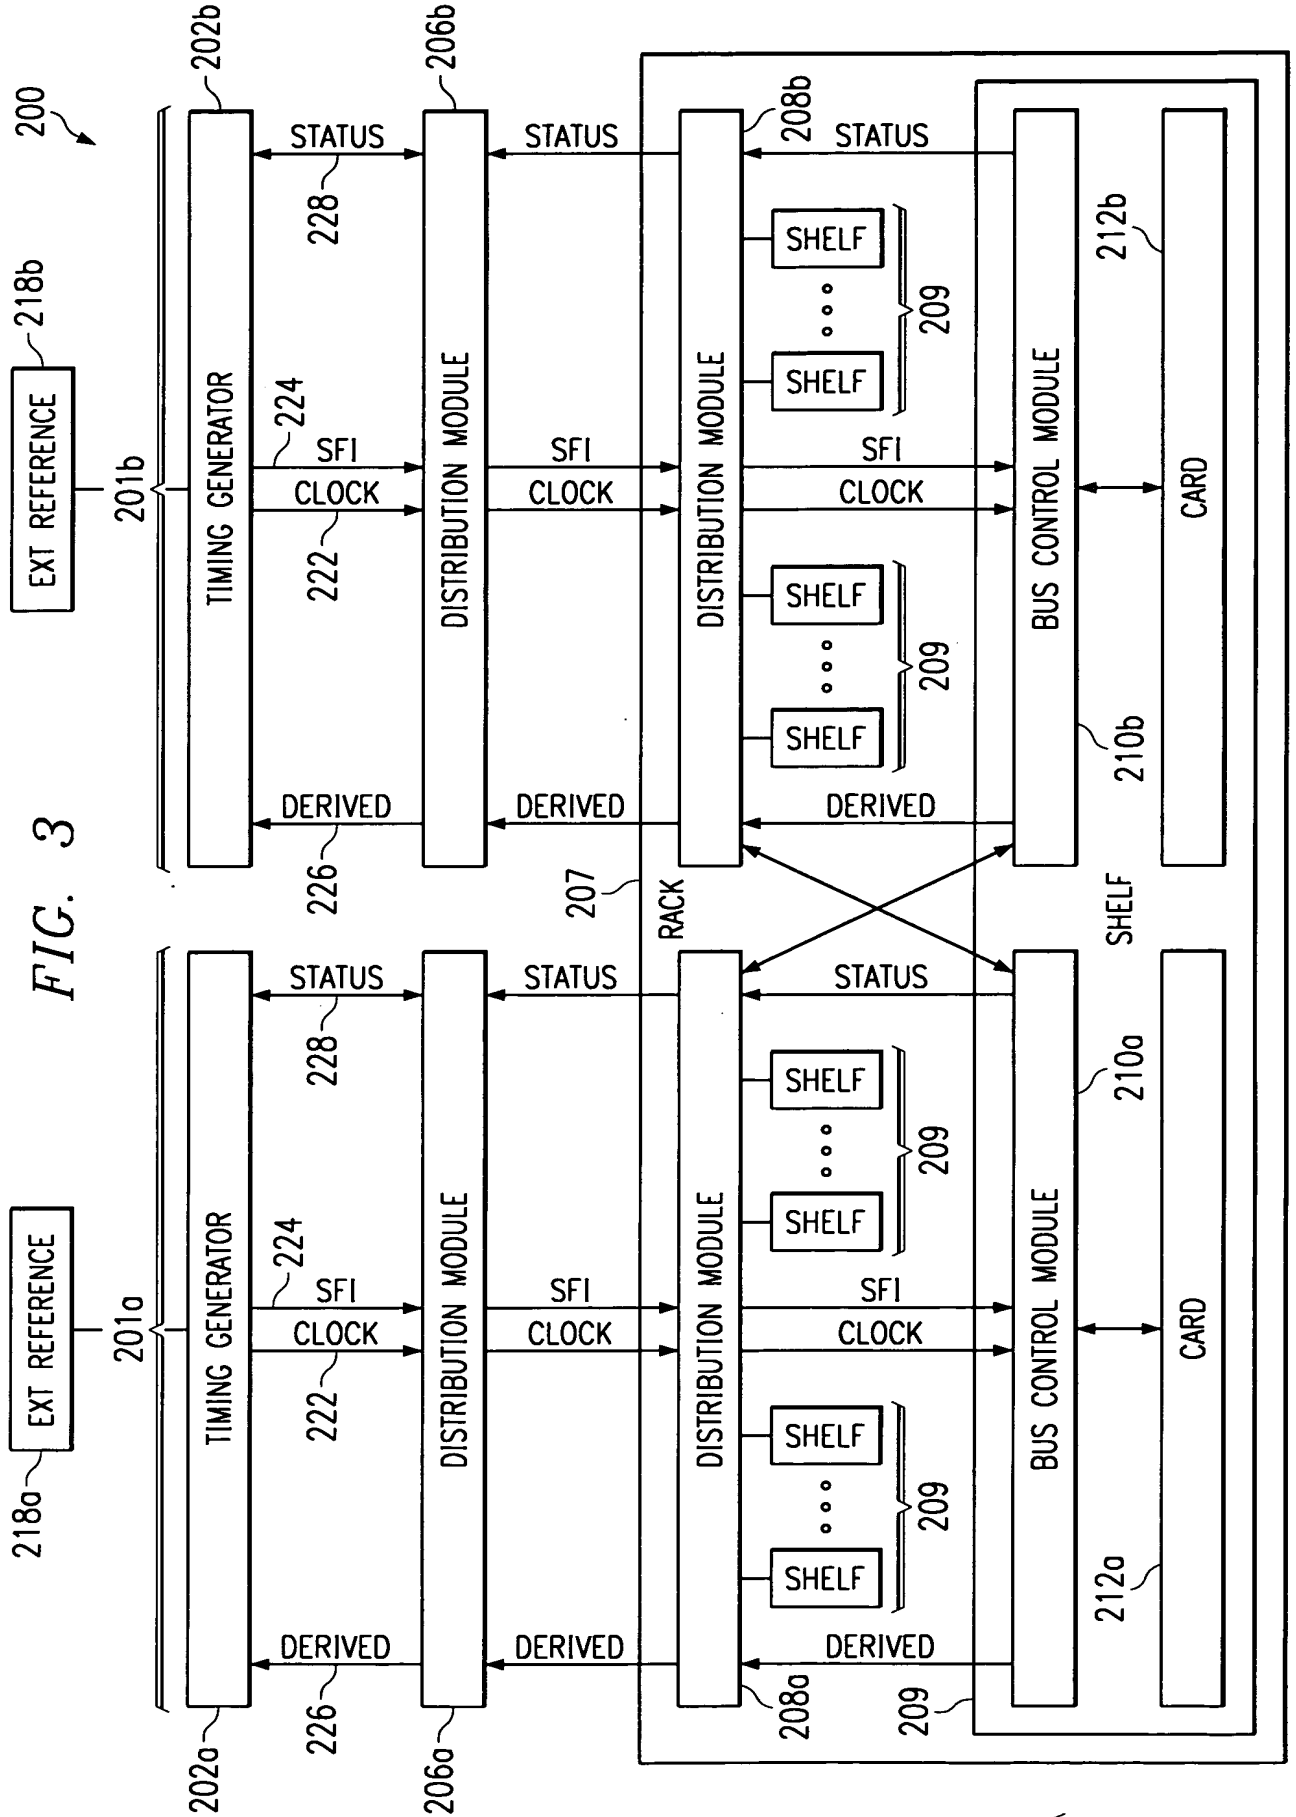 FIG. 3
200
218a
EXT REFERENCE
EXT REFERENCE
218b
201a
201b
202a
TIMING GENERATOR
TIMING GENERATOR
202b
DERIVED
226
CLOCK
222
SFI
224
STATUS
228
DERIVED
226
CLOCK
222
SFI
224
STATUS
228
206a
DISTRIBUTION MODULE
DISTRIBUTION MODULE
206b
DERIVED
CLOCK
SFI
STATUS
DERIVED
CLOCK
SFI
STATUS
207
RACK
208a
DISTRIBUTION MODULE
DISTRIBUTION MODULE
208b
SHELF
SHELF
SHELF
SHELF
SHELF
SHELF
SHELF
SHELF
DERIVED
CLOCK
SFI
STATUS
DERIVED
CLOCK
SFI
STATUS
209
209
209
209
209
BUS CONTROL MODULE
BUS CONTROL MODULE
210a
210b
SHELF
212a
CARD
CARD
212b